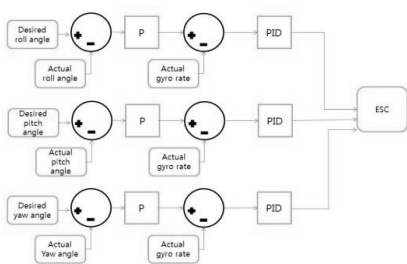 Desired
roll angle
P
PID
Actual
roll angle
Actual
gyro rate
ESC
Desired
pitch
angle
P
PID
Actual
pitch
angle
Actual
gyro rate
Desired
yaw angle
P
PID
Actual
Yaw angle
Actual
gyro rate